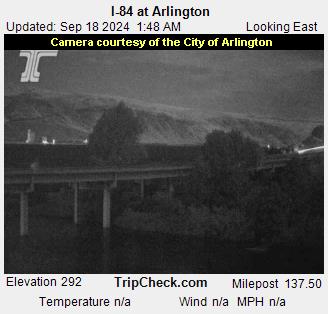 I-84 at Arlington
Updated: Sep 18 2024 1:48 AM Looking East
Camera courtesy of the City of Arlington
Elevation 292 TripCheck.com Milepost 137.50
Temperature n/a Wind n/a MPH n/a